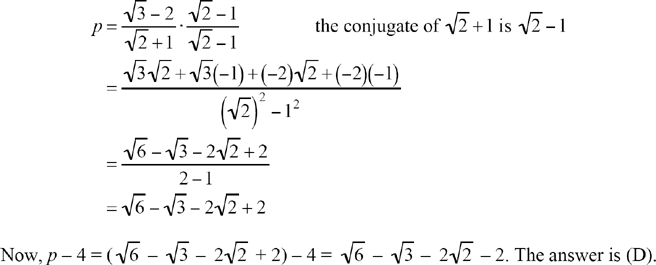 p = (√3 − 2)/(√2 + 1) · (√2 − 1)/(√2 − 1) the conjugate of √2 + 1 is √2 − 1
= (√3√2 + √3(−1) + (−2)√2 + (−2)(−1))/((√2)² − 1²)
= (√6 − √3 − 2√2 + 2)/(2 − 1)
= √6 − √3 − 2√2 + 2
Now, p − 4 = (√6 − √3 − 2√2 + 2) − 4 = √6 − √3 − 2√2 − 2. The answer is (D).